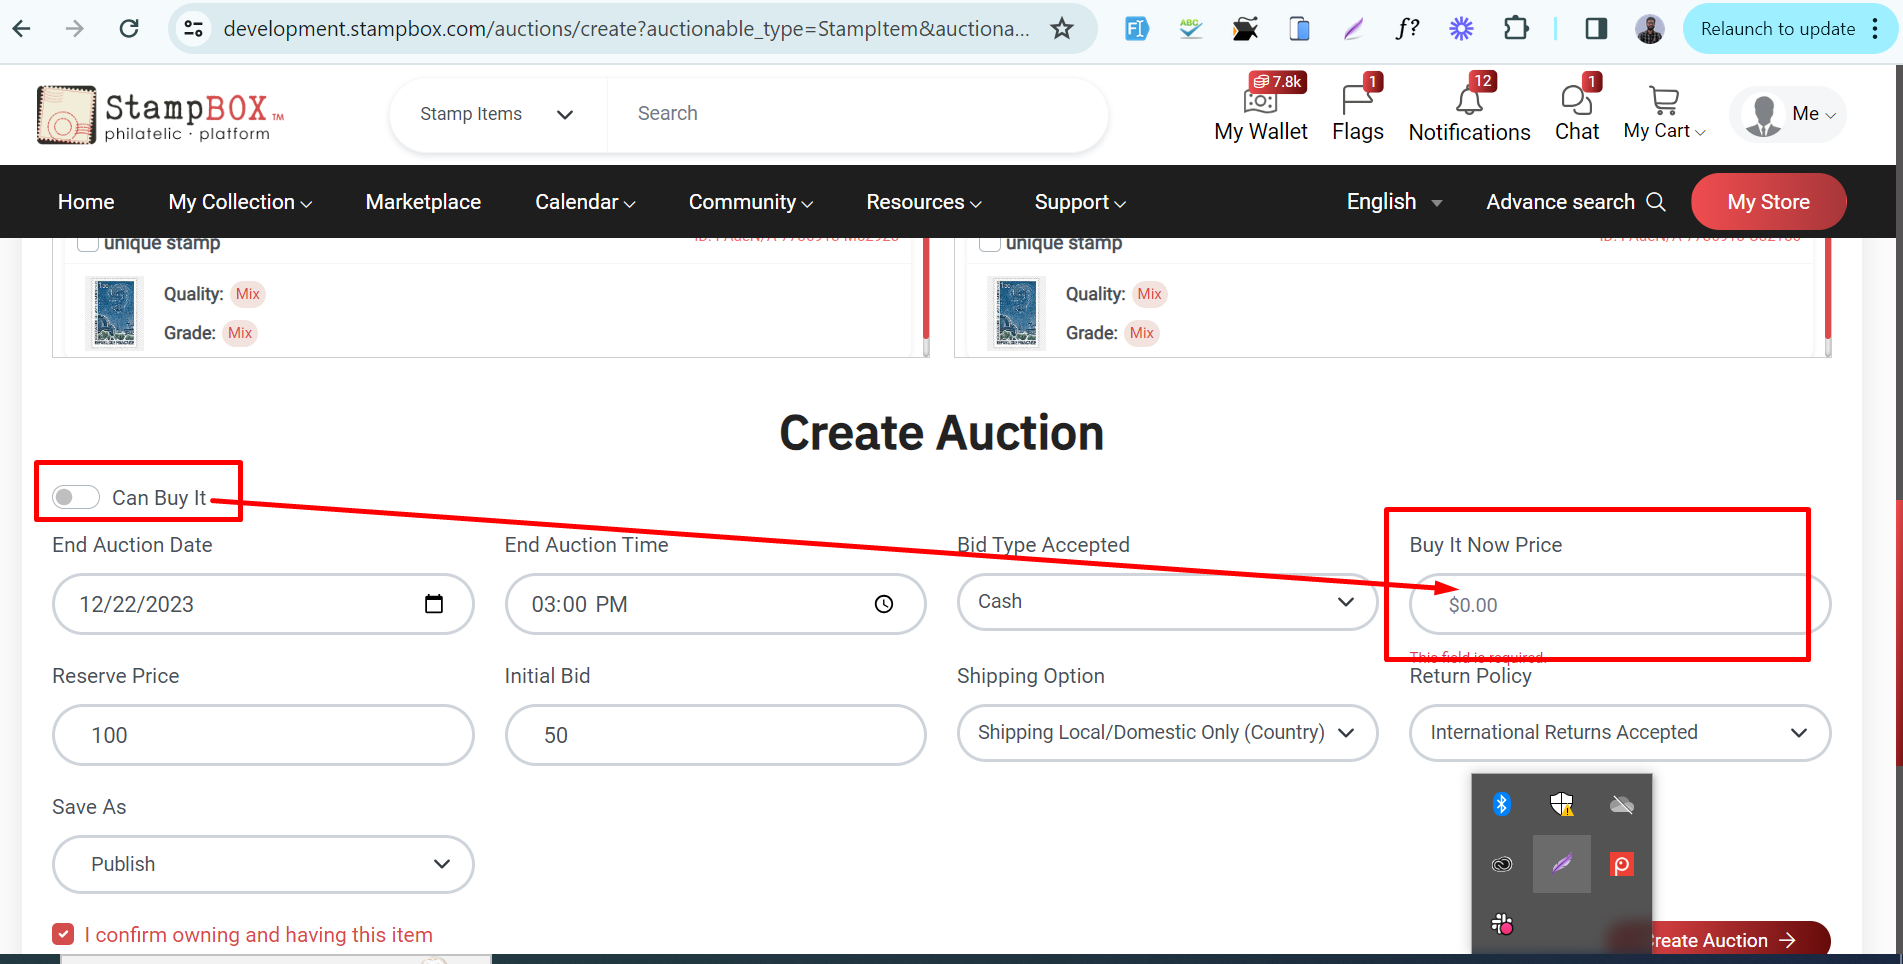 development.stampbox.com/auctions/create?auctionable_type=StampItem&auctiona...
Relaunch to update
StampBOX TM
philatelic · platform
Stamp Items
Search
7.8k
My Wallet
1
Flags
12
Notifications
1
Chat
My Cart
Me
Home
My Collection
Marketplace
Calendar
Community
Resources
Support
English
Advance search
My Store
unique stamp
unique stamp
Quality: Mix
Grade: Mix
Quality: Mix
Grade: Mix
Create Auction
Can Buy It
End Auction Date
End Auction Time
Bid Type Accepted
Buy It Now Price
12/22/2023
03:00 PM
Cash
$0.00
This field is required.
Reserve Price
Initial Bid
Shipping Option
Return Policy
100
50
Shipping Local/Domestic Only (Country)
International Returns Accepted
Save As
Publish
I confirm owning and having this item
reate Auction